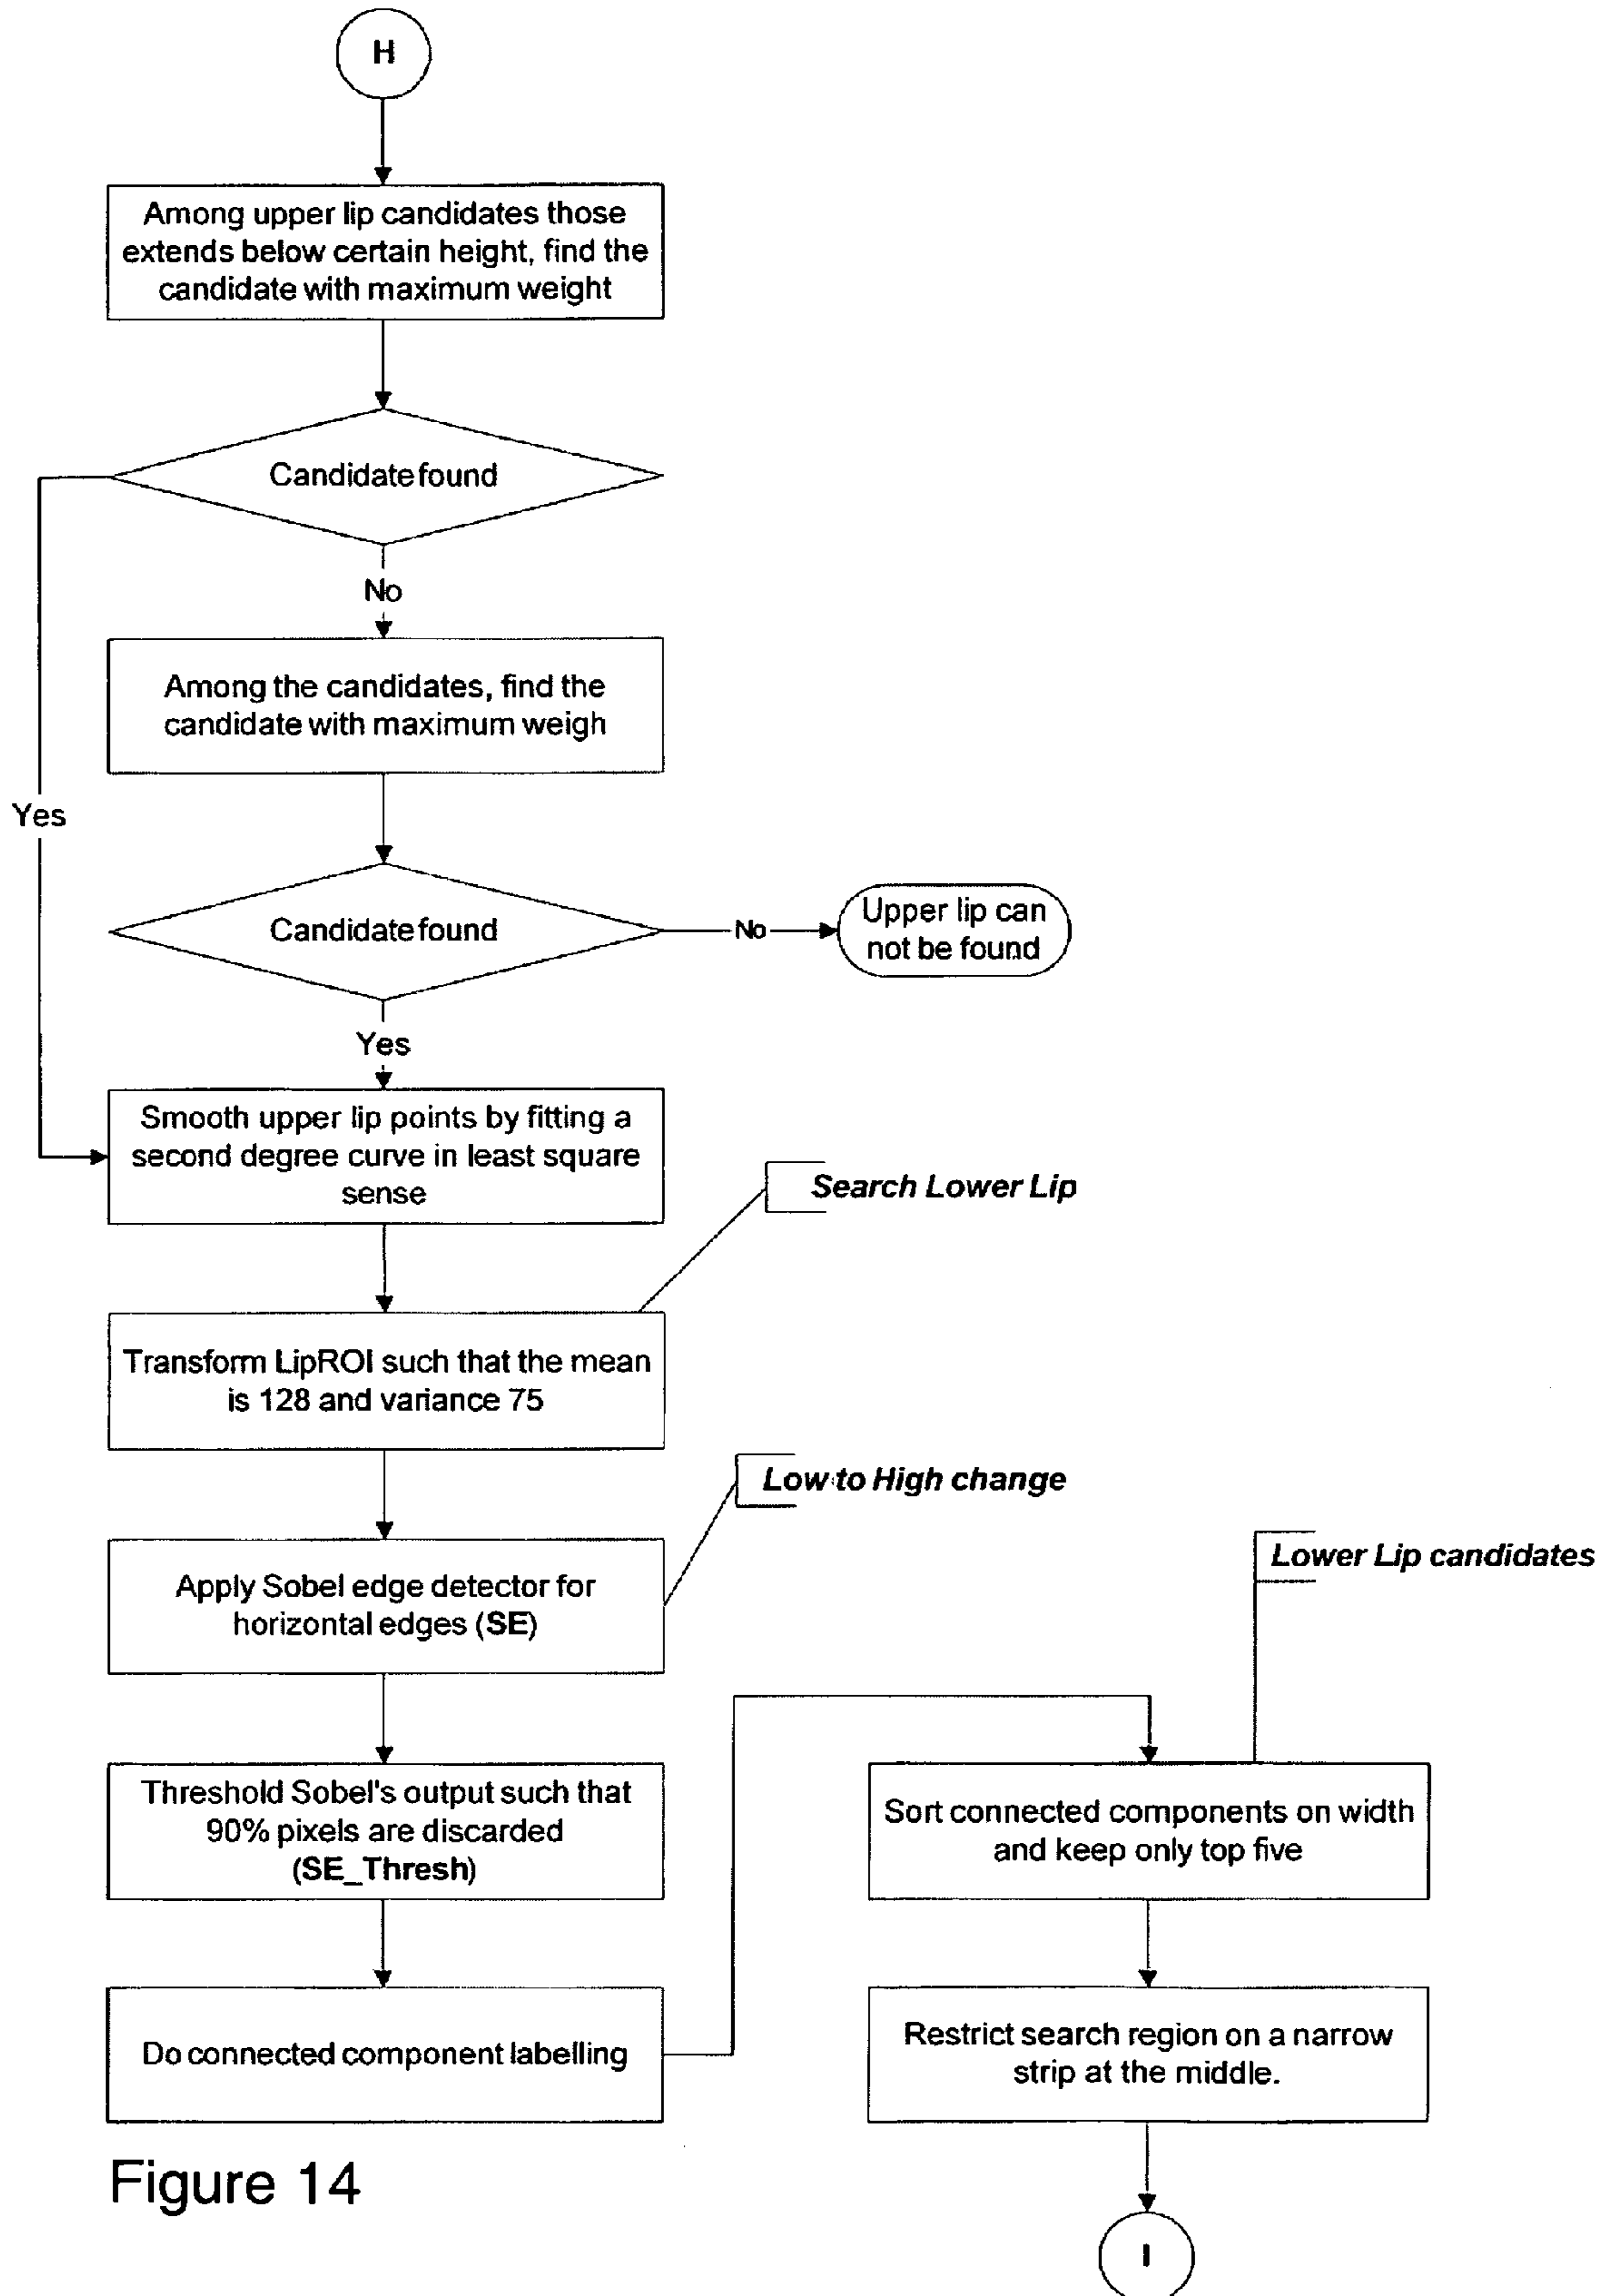 H
Among upper lip candidates those
extends below certain height, find the
candidate with maximum weight
Candidate found
No
Among the candidates, find the
candidate with maximum weigh
Yes
Candidate found
No
Upper lip can
not be found
Yes
Smooth upper lip points by fitting a
second degree curve in least square
sense
Search Lower Lip
Transform LipROI such that the mean
is 128 and variance 75
Low to High change
Apply Sobel edge detector for
horizontal edges (SE)
Lower Lip candidates
Threshold Sobel's output such that
90% pixels are discarded
(SE_Thresh)
Sort connected components on width
and keep only top five
Do connected component labelling
Restrict search region on a narrow
strip at the middle.
Figure 14
I